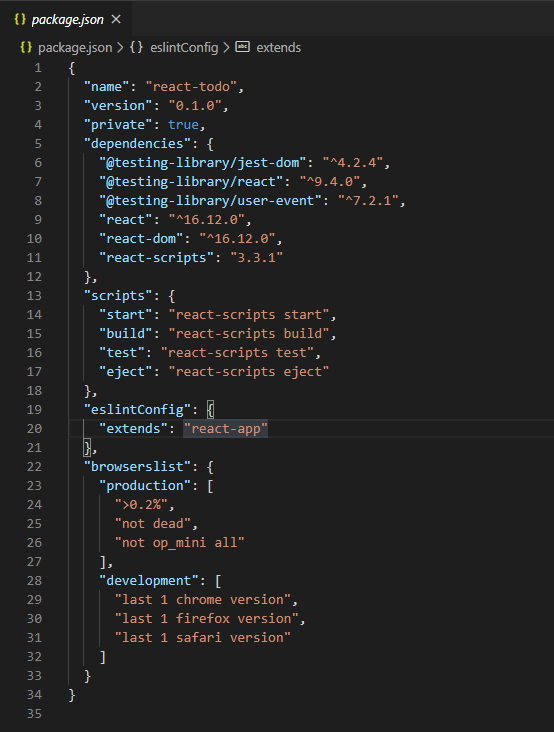 {} package.json ×
{} package.json > {} eslintConfig > abc extends
1 {
2 "name": "react-todo",
3 "version": "0.1.0",
4 "private": true,
5 "dependencies": {
6 "@testing-library/jest-dom": "^4.2.4",
7 "@testing-library/react": "^9.4.0",
8 "@testing-library/user-event": "^7.2.1",
9 "react": "^16.12.0",
10 "react-dom": "^16.12.0",
11 "react-scripts": "3.3.1"
12 },
13 "scripts": {
14 "start": "react-scripts start",
15 "build": "react-scripts build",
16 "test": "react-scripts test",
17 "eject": "react-scripts eject"
18 },
19 "eslintConfig": {
20 "extends": "react-app"
21 },
22 "browserslist": {
23 "production": [
24 ">0.2%",
25 "not dead",
26 "not op_mini all"
27 ],
28 "development": [
29 "last 1 chrome version",
30 "last 1 firefox version",
31 "last 1 safari version"
32 ]
33 }
34 }
35